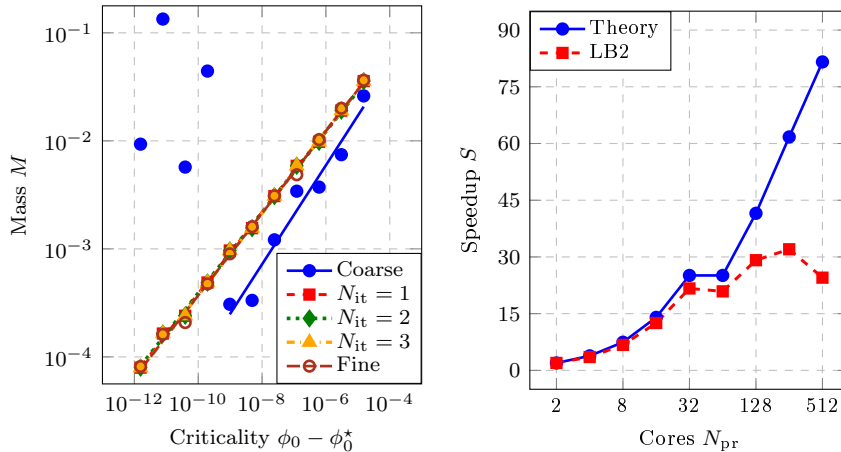 10⁻¹
10⁻²
10⁻³
10⁻⁴
Mass M
10⁻¹² 10⁻¹⁰ 10⁻⁸ 10⁻⁶ 10⁻⁴
Criticality ϕ₀ − ϕ₀⋆
Coarse
N_it = 1
N_it = 2
N_it = 3
Fine
90
75
60
45
30
15
0
Speedup S
2 8 32 128 512
Cores N_pr
Theory
LB2